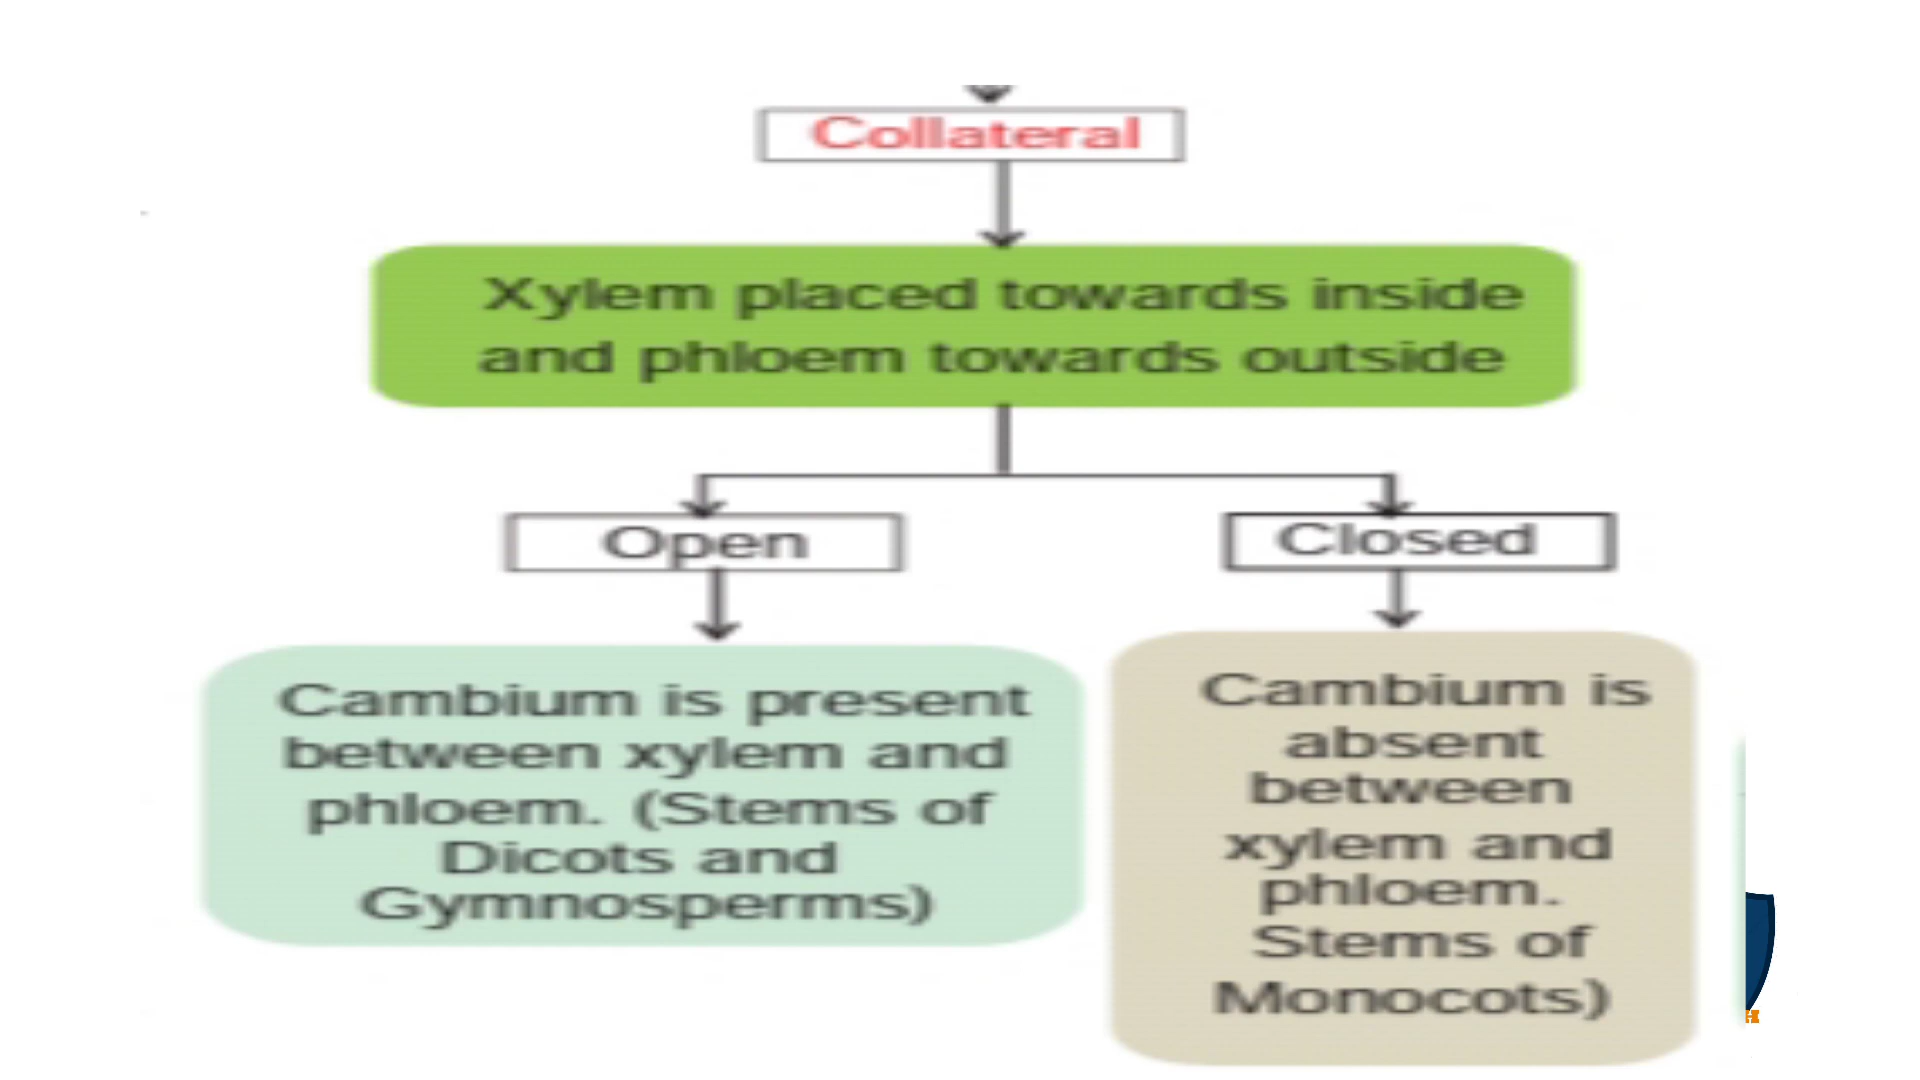 Collateral
Xylem placed towards inside
and phloem towards outside
Open
Closed
Cambium is present
between xylem and
phloem. (Stems of
Dicots and
Gymnosperms)
Cambium is
absent
between
xylem and
phloem.
Stems of
Monocots)
H